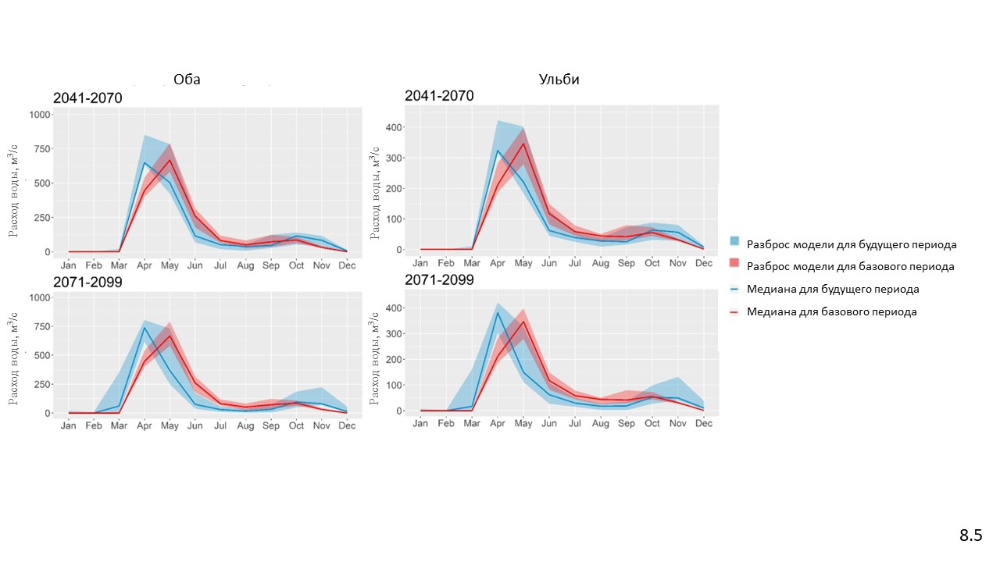 Оба
Ульби
2041-2070
1000
750
500
250
0
Расход воды, м³/с
Jan Feb Mar Apr May Jun Jul Aug Sep Oct Nov Dec
2041-2070
400
300
200
100
0
Расход воды, м³/с
Jan Feb Mar Apr May Jun Jul Aug Sep Oct Nov Dec
2071-2099
1000
750
500
250
0
Расход воды, м³/с
Jan Feb Mar Apr May Jun Jul Aug Sep Oct Nov Dec
2071-2099
400
300
200
100
0
Расход воды, м³/с
Jan Feb Mar Apr May Jun Jul Aug Sep Oct Nov Dec
Разброс модели для будущего периода
Разброс модели для базового периода
Медиана для будущего периода
Медиана для базового периода
8.5